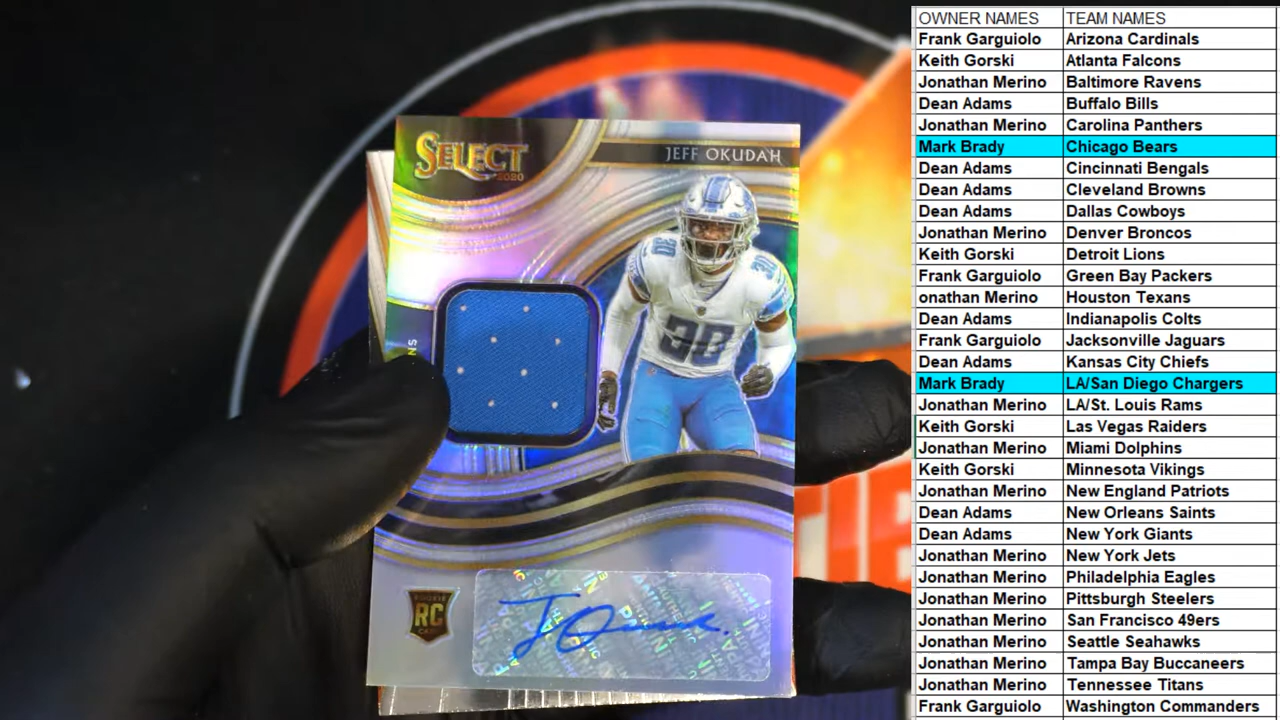 SELECT
2020
JEFF OKUDAH
30
30
30
NS
ROOKIE
RC
CARD
OWNER NAMES TEAM NAMES
Frank Garguiolo Arizona Cardinals
Keith Gorski Atlanta Falcons
Jonathan Merino Baltimore Ravens
Dean Adams Buffalo Bills
Jonathan Merino Carolina Panthers
Mark Brady Chicago Bears
Dean Adams Cincinnati Bengals
Dean Adams Cleveland Browns
Dean Adams Dallas Cowboys
Jonathan Merino Denver Broncos
Keith Gorski Detroit Lions
Frank Garguiolo Green Bay Packers
onathan Merino Houston Texans
Dean Adams Indianapolis Colts
Frank Garguiolo Jacksonville Jaguars
Dean Adams Kansas City Chiefs
Mark Brady LA/San Diego Chargers
Jonathan Merino LA/St. Louis Rams
Keith Gorski Las Vegas Raiders
Jonathan Merino Miami Dolphins
Keith Gorski Minnesota Vikings
Jonathan Merino New England Patriots
Dean Adams New Orleans Saints
Dean Adams New York Giants
Jonathan Merino New York Jets
Jonathan Merino Philadelphia Eagles
Jonathan Merino Pittsburgh Steelers
Jonathan Merino San Francisco 49ers
Jonathan Merino Seattle Seahawks
Jonathan Merino Tampa Bay Buccaneers
Jonathan Merino Tennessee Titans
Frank Garguiolo Washington Commanders